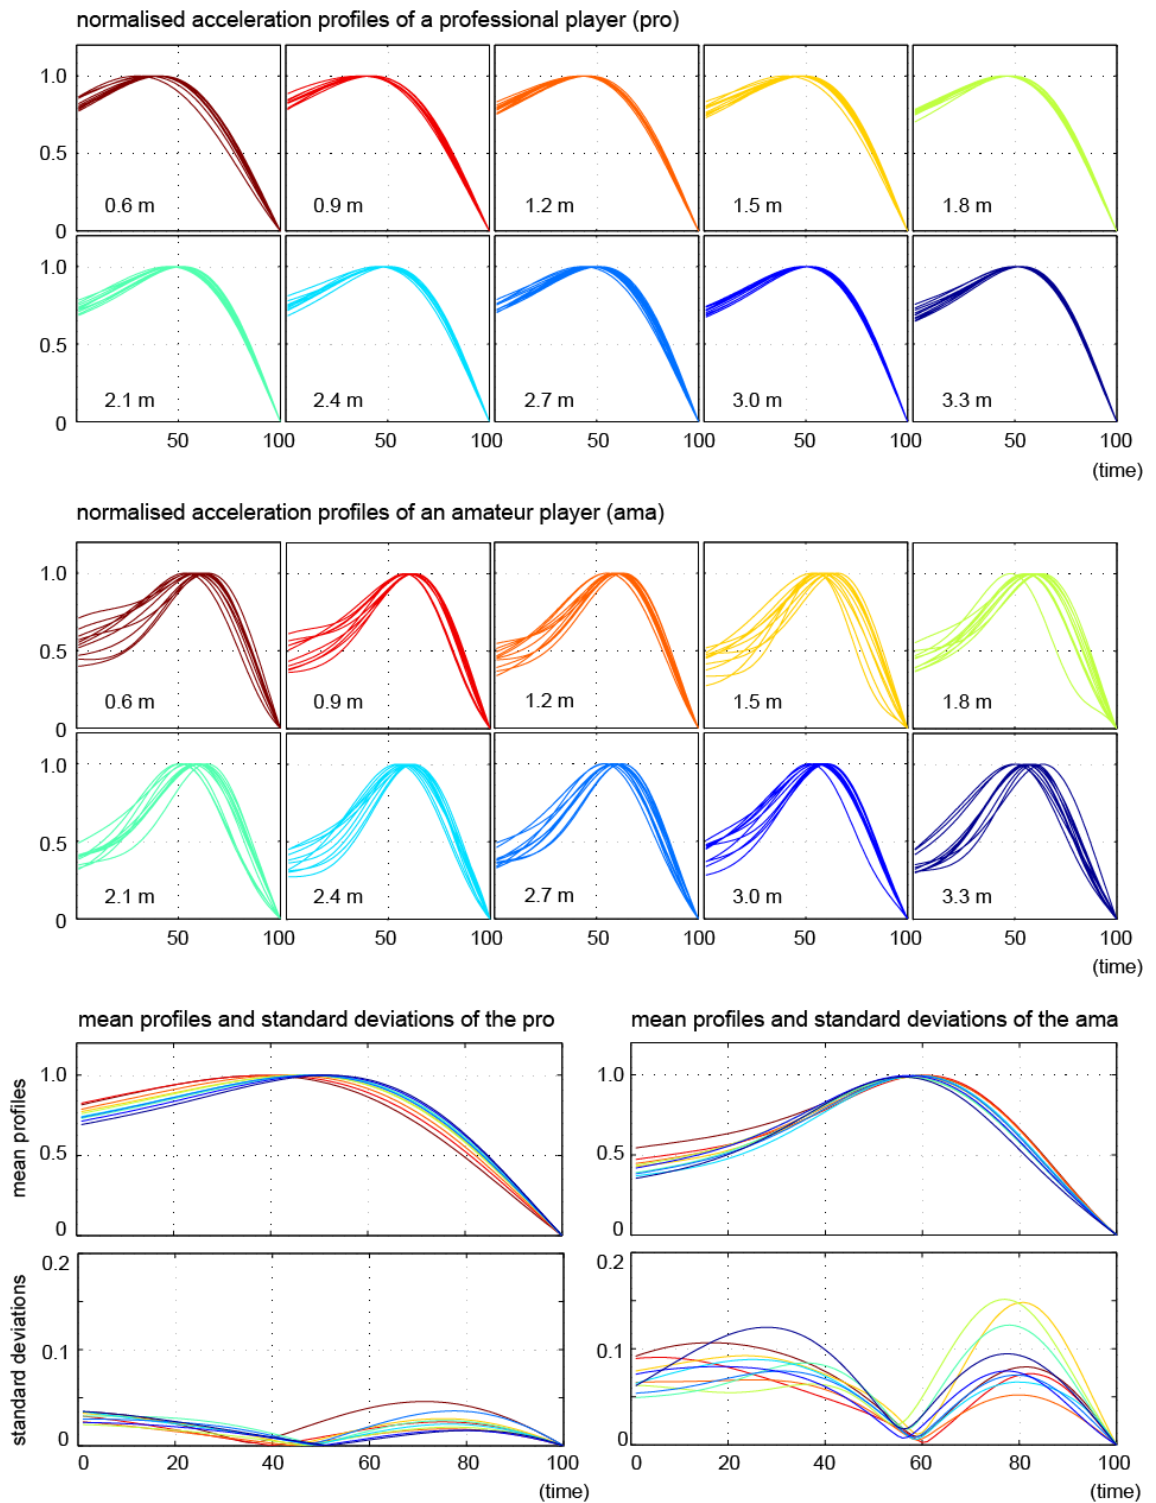 normalised acceleration profiles of a professional player (pro)
1.0
0.5
0
0.6 m 0.9 m 1.2 m 1.5 m 1.8 m
1.0
0.5
0
2.1 m 2.4 m 2.7 m 3.0 m 3.3 m
50 100 50 100 50 100 50 100 50 100
(time)
normalised acceleration profiles of an amateur player (ama)
1.0
0.5
0
0.6 m 0.9 m 1.2 m 1.5 m 1.8 m
1.0
0.5
0
2.1 m 2.4 m 2.7 m 3.0 m 3.3 m
50 100 50 100 50 100 50 100 50 100
(time)
mean profiles and standard deviations of the pro
mean profiles
1.0
0.5
0
standard deviations
0.2
0.1
0
0 20 40 60 80 100
(time)
mean profiles and standard deviations of the ama
1.0
0.5
0
0.2
0.1
0
0 20 40 60 80 100
(time)